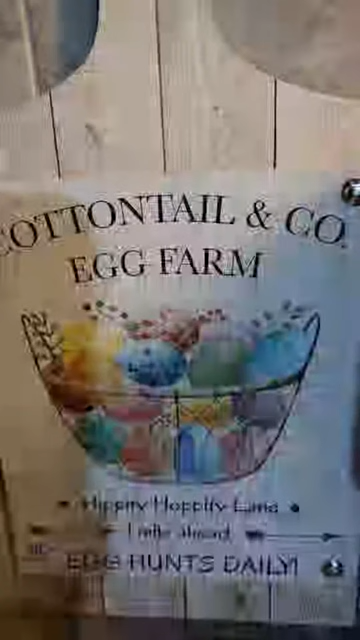 COTTONTAIL & CO.
EGG FARM
Hippity Hoppity Lane
1 mile ahead
EGG HUNTS DAILY!